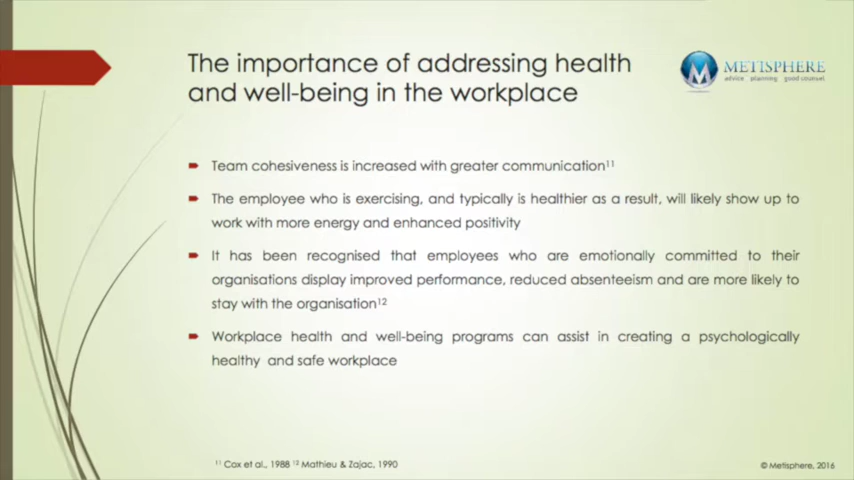 The importance of addressing health
and well-being in the workplace
METISPHERE
advice planning good counsel
Team cohesiveness is increased with greater communication¹¹
The employee who is exercising, and typically is healthier as a result, will likely show up to
work with more energy and enhanced positivity
It has been recognised that employees who are emotionally committed to their
organisations display improved performance, reduced absenteeism and are more likely to
stay with the organisation¹²
Workplace health and well-being programs can assist in creating a psychologically
healthy and safe workplace
¹¹ Cox et al., 1988 ¹² Mathieu & Zajac, 1990
© Metisphere, 2016